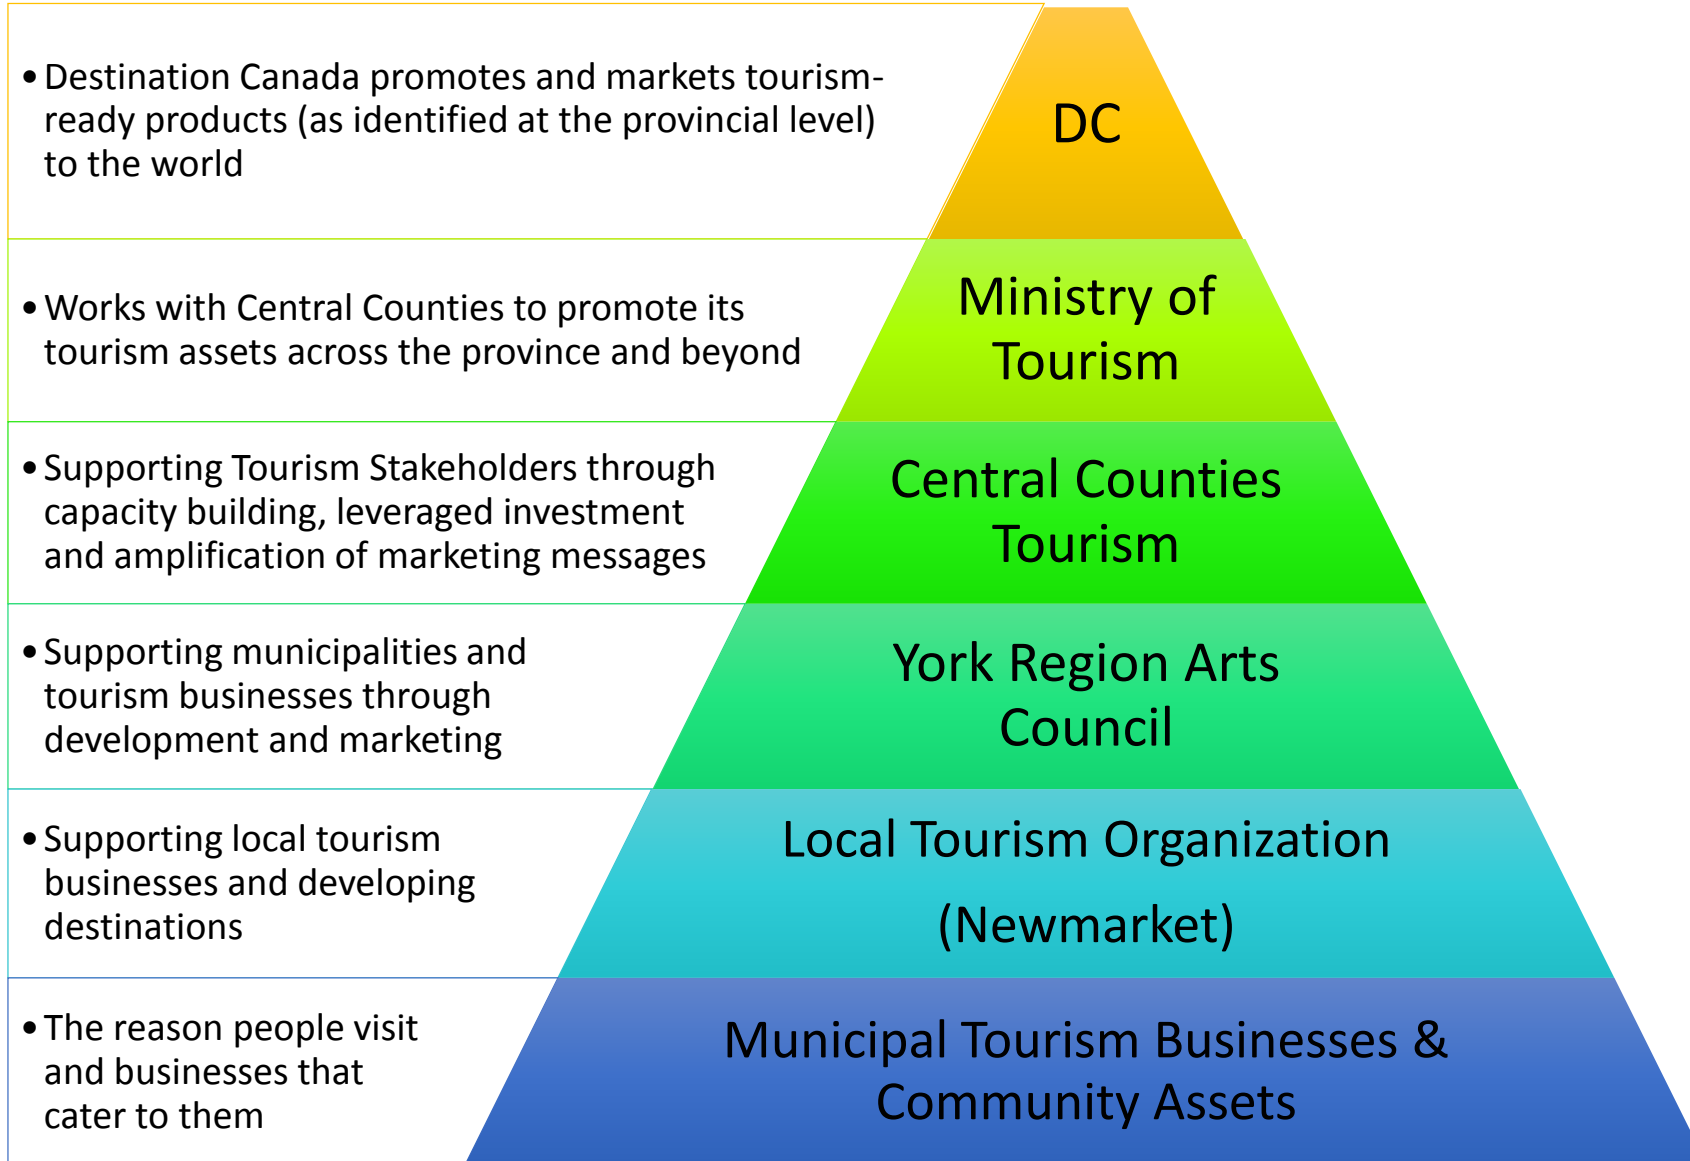 • Destination Canada promotes and markets tourism-
ready products (as identified at the provincial level)
to the world
DC
• Works with Central Counties to promote its
tourism assets across the province and beyond
Ministry of
Tourism
• Supporting Tourism Stakeholders through
capacity building, leveraged investment
and amplification of marketing messages
Central Counties
Tourism
• Supporting municipalities and
tourism businesses through
development and marketing
York Region Arts
Council
• Supporting local tourism
businesses and developing
destinations
Local Tourism Organization
(Newmarket)
• The reason people visit
and businesses that
cater to them
Municipal Tourism Businesses &
Community Assets